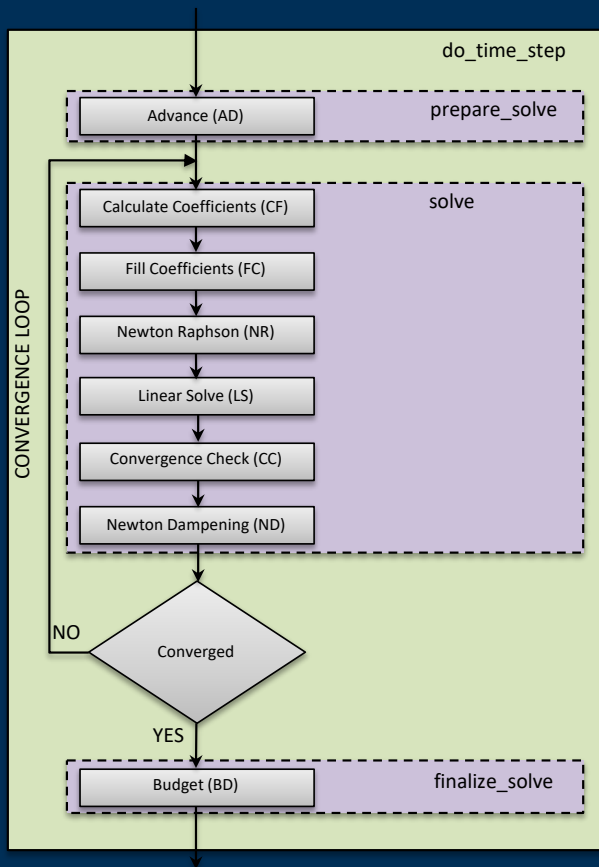 do_time_step
Advance (AD)
prepare_solve
Calculate Coefficients (CF)
solve
Fill Coefficients (FC)
Newton Raphson (NR)
Linear Solve (LS)
Convergence Check (CC)
Newton Dampening (ND)
CONVERGENCE LOOP
NO
Converged
YES
Budget (BD)
finalize_solve